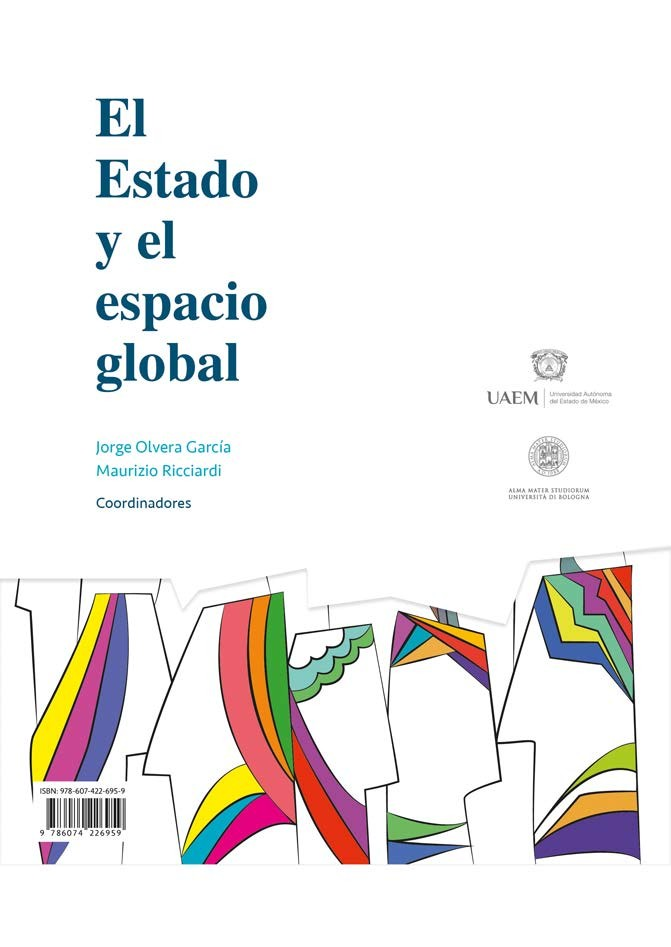 El
Estado
y el
espacio
global
Jorge Olvera García
Maurizio Ricciardi
Coordinadores
UAEM
Universidad Autónoma
del Estado de México
ALMA MATER STUDIORUM
UNIVERSITÀ DI BOLOGNA
ISBN: 978-607-422-695-9
9 786074 226959